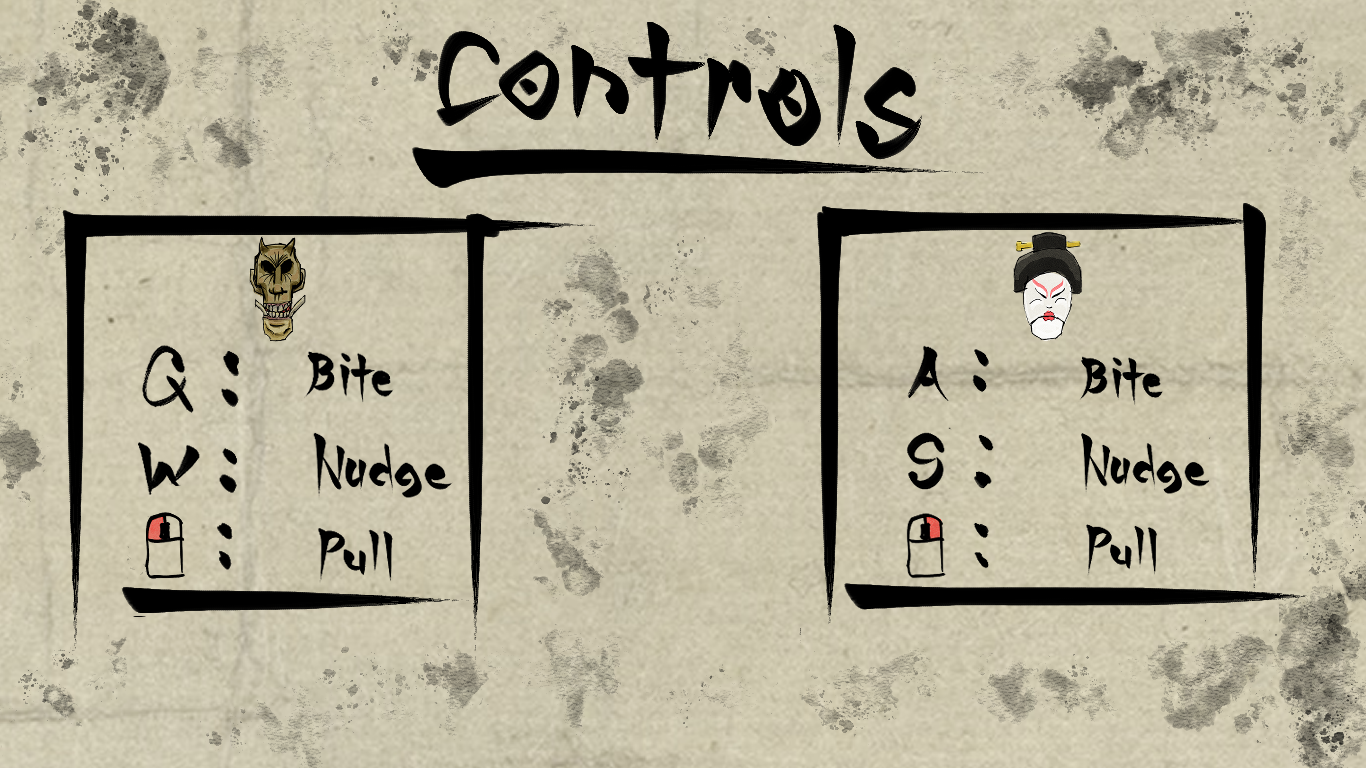 Controls
Q : Bite
W : Nudge
: Pull
A : Bite
S : Nudge
: Pull